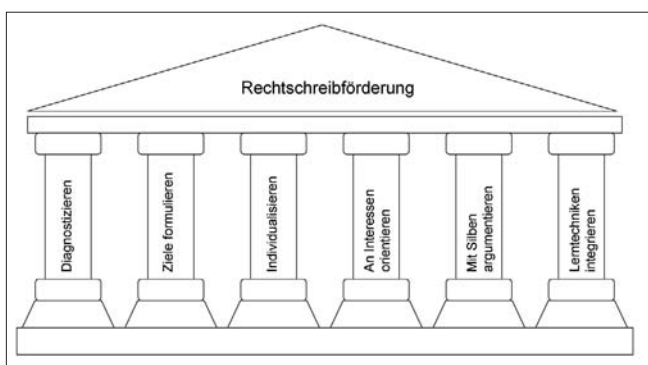 Rechtschreibförderung
Diagnostizieren
Ziele formulieren
Individualisieren
An Interessen
orientieren
Mit Silben
argumentieren
Lerntechniken
integrieren